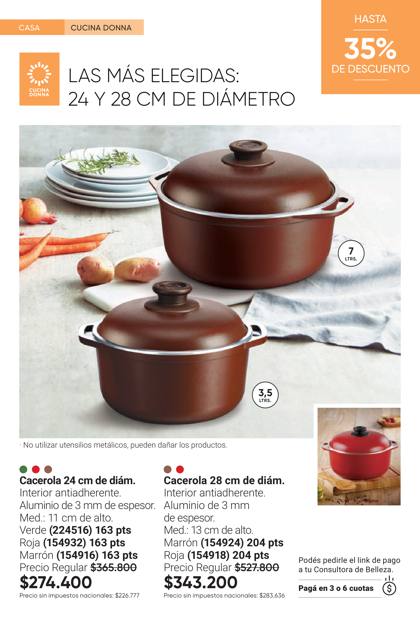 CASA
CUCINA DONNA
HASTA
35%
DE DESCUENTO
CUCINA
DONNA
LAS MÁS ELEGIDAS:
24 Y 28 CM DE DIÁMETRO
7
LTRS.
3,5
LTRS.
· No utilizar utensilios metálicos, pueden dañar los productos.
Cacerola 24 cm de diám.
Interior antiadherente.
Aluminio de 3 mm de espesor.
Med.: 11 cm de alto.
Verde (224516) 163 pts
Roja (154932) 163 pts
Marrón (154916) 163 pts
Precio Regular $365.800
$274.400
Precio sin impuestos nacionales: $226.777
Cacerola 28 cm de diám.
Interior antiadherente.
Aluminio de 3 mm
de espesor.
Med.: 13 cm de alto.
Marrón (154924) 204 pts
Roja (154918) 204 pts
Precio Regular $527.800
$343.200
Precio sin impuestos nacionales: $283.636
Podés pedirle el link de pago
a tu Consultora de Belleza.
Pagá en 3 o 6 cuotas